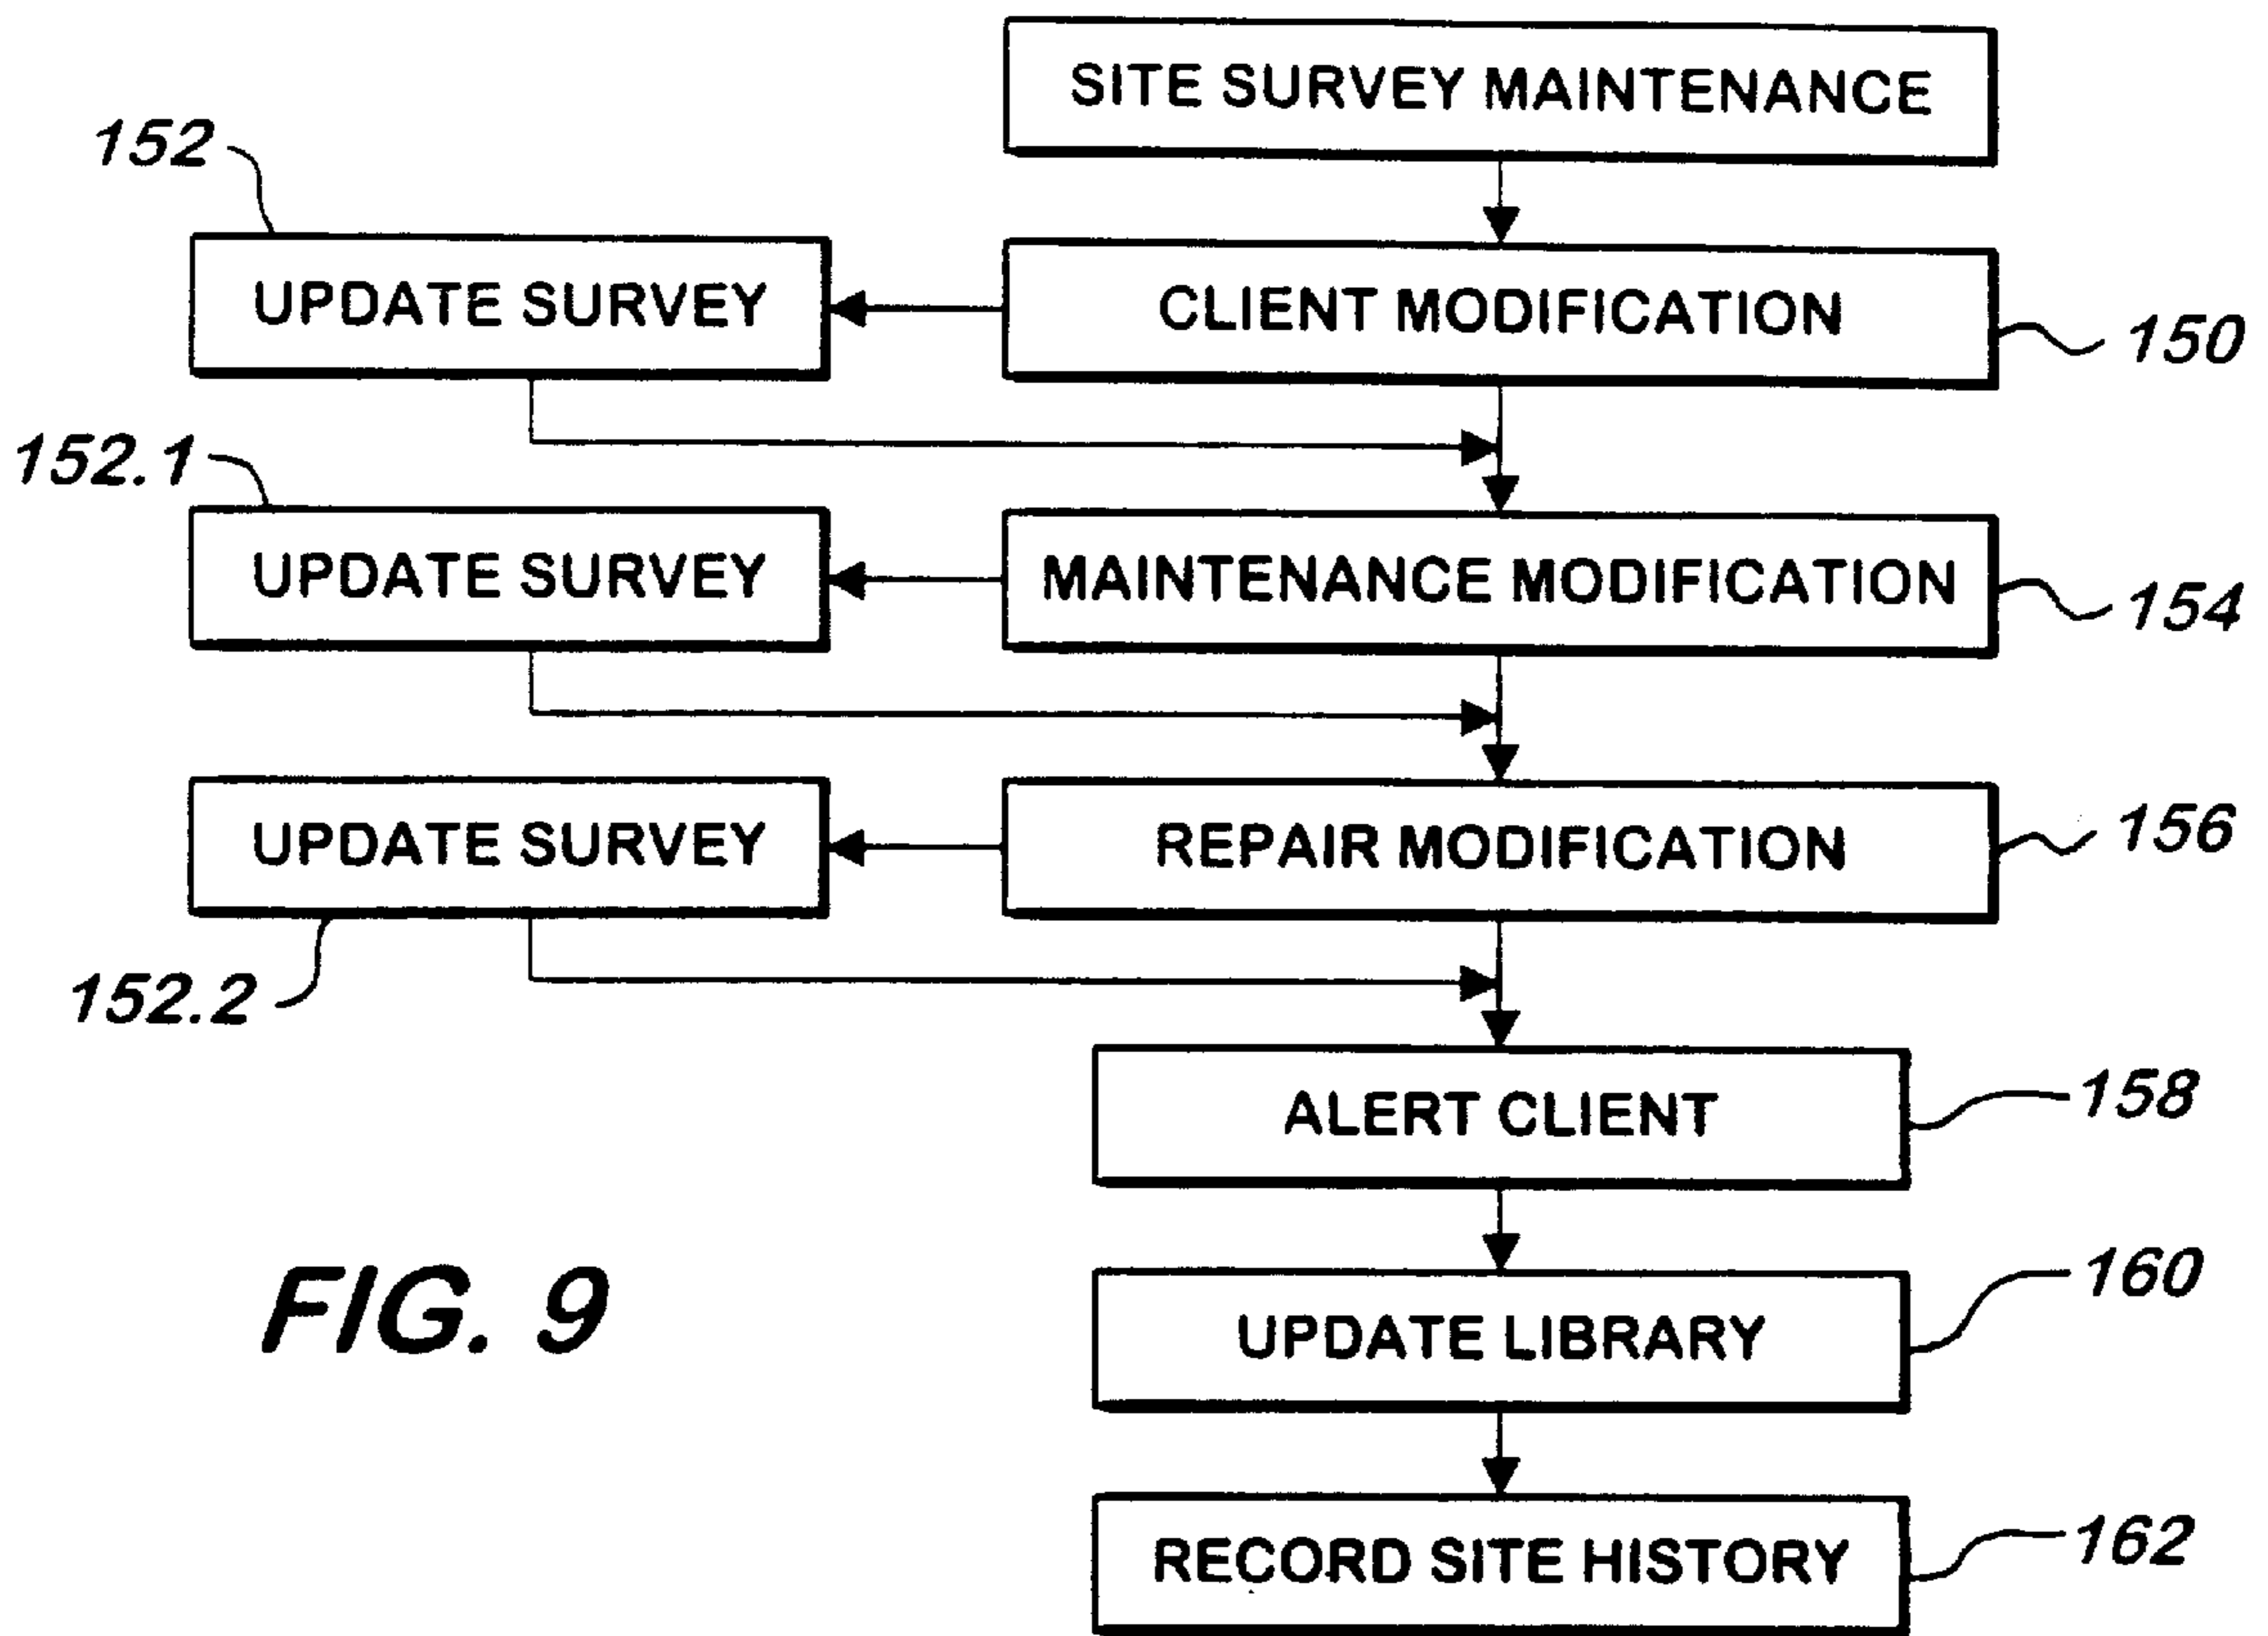 SITE SURVEY MAINTENANCE
152
UPDATE SURVEY
CLIENT MODIFICATION
150
152.1
UPDATE SURVEY
MAINTENANCE MODIFICATION
154
UPDATE SURVEY
REPAIR MODIFICATION
156
152.2
ALERT CLIENT
158
UPDATE LIBRARY
160
FIG. 9
RECORD SITE HISTORY
162